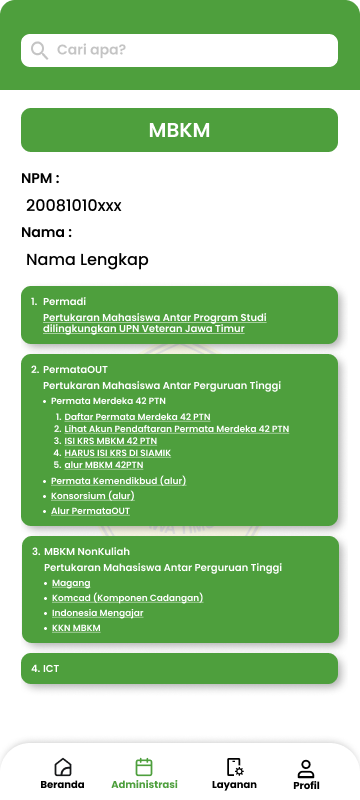 Cari apa?
MBKM
NPM :
20081010xxx
Nama :
Nama Lengkap
1. Permadi
Pertukaran Mahasiswa Antar Program Studi
dilingkungkan UPN Veteran Jawa Timur
2. PermataOUT
Pertukaran Mahasiswa Antar Perguruan Tinggi
• Permata Merdeka 42 PTN
1. Daftar Permata Merdeka 42 PTN
2. Lihat Akun Pendaftaran Permata Merdeka 42 PTN
3. ISI KRS MBKM 42 PTN
4. HARUS ISI KRS DI SIAMIK
5. alur MBKM 42PTN
• Permata Kemendikbud (alur)
• Konsorsium (alur)
• Alur PermataOUT
3. MBKM NonKuliah
Pertukaran Mahasiswa Antar Perguruan Tinggi
• Magang
• Komcad (Komponen Cadangan)
• Indonesia Mengajar
• KKN MBKM
4. ICT
Beranda Administrasi Layanan Profil